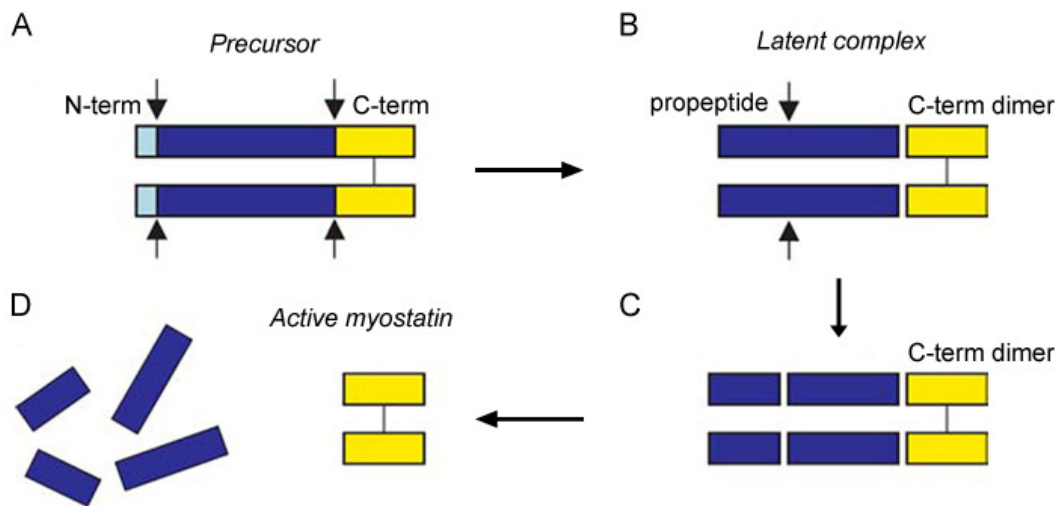 A
Precursor
N-term
C-term
B
Latent complex
propeptide
C-term dimer
D
Active myostatin
C
C-term dimer